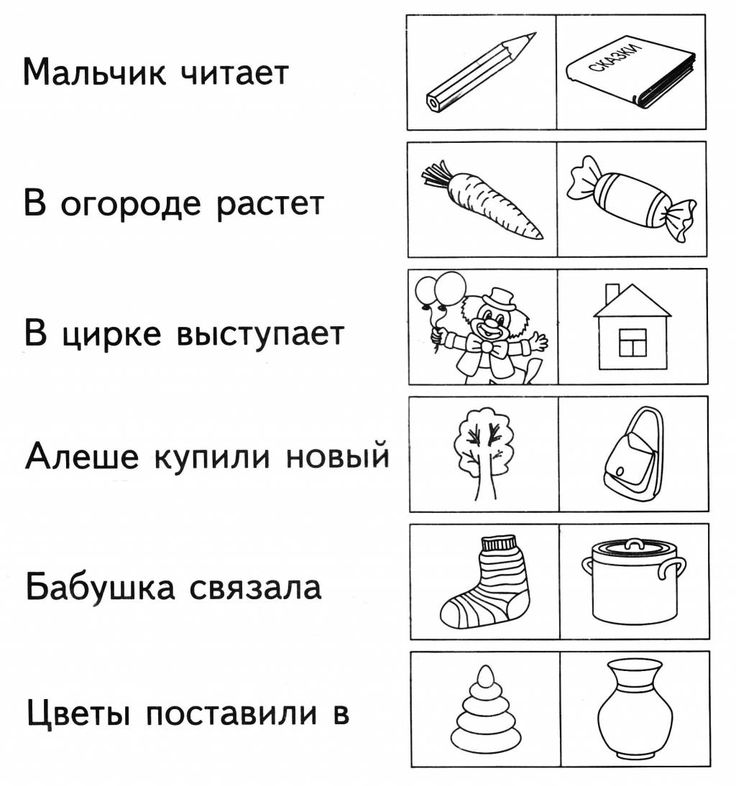 Мальчик читает
СКАЗКИ
В огороде растет
В цирке выступает
Алеше купили новый
Бабушка связала
Цветы поставили в